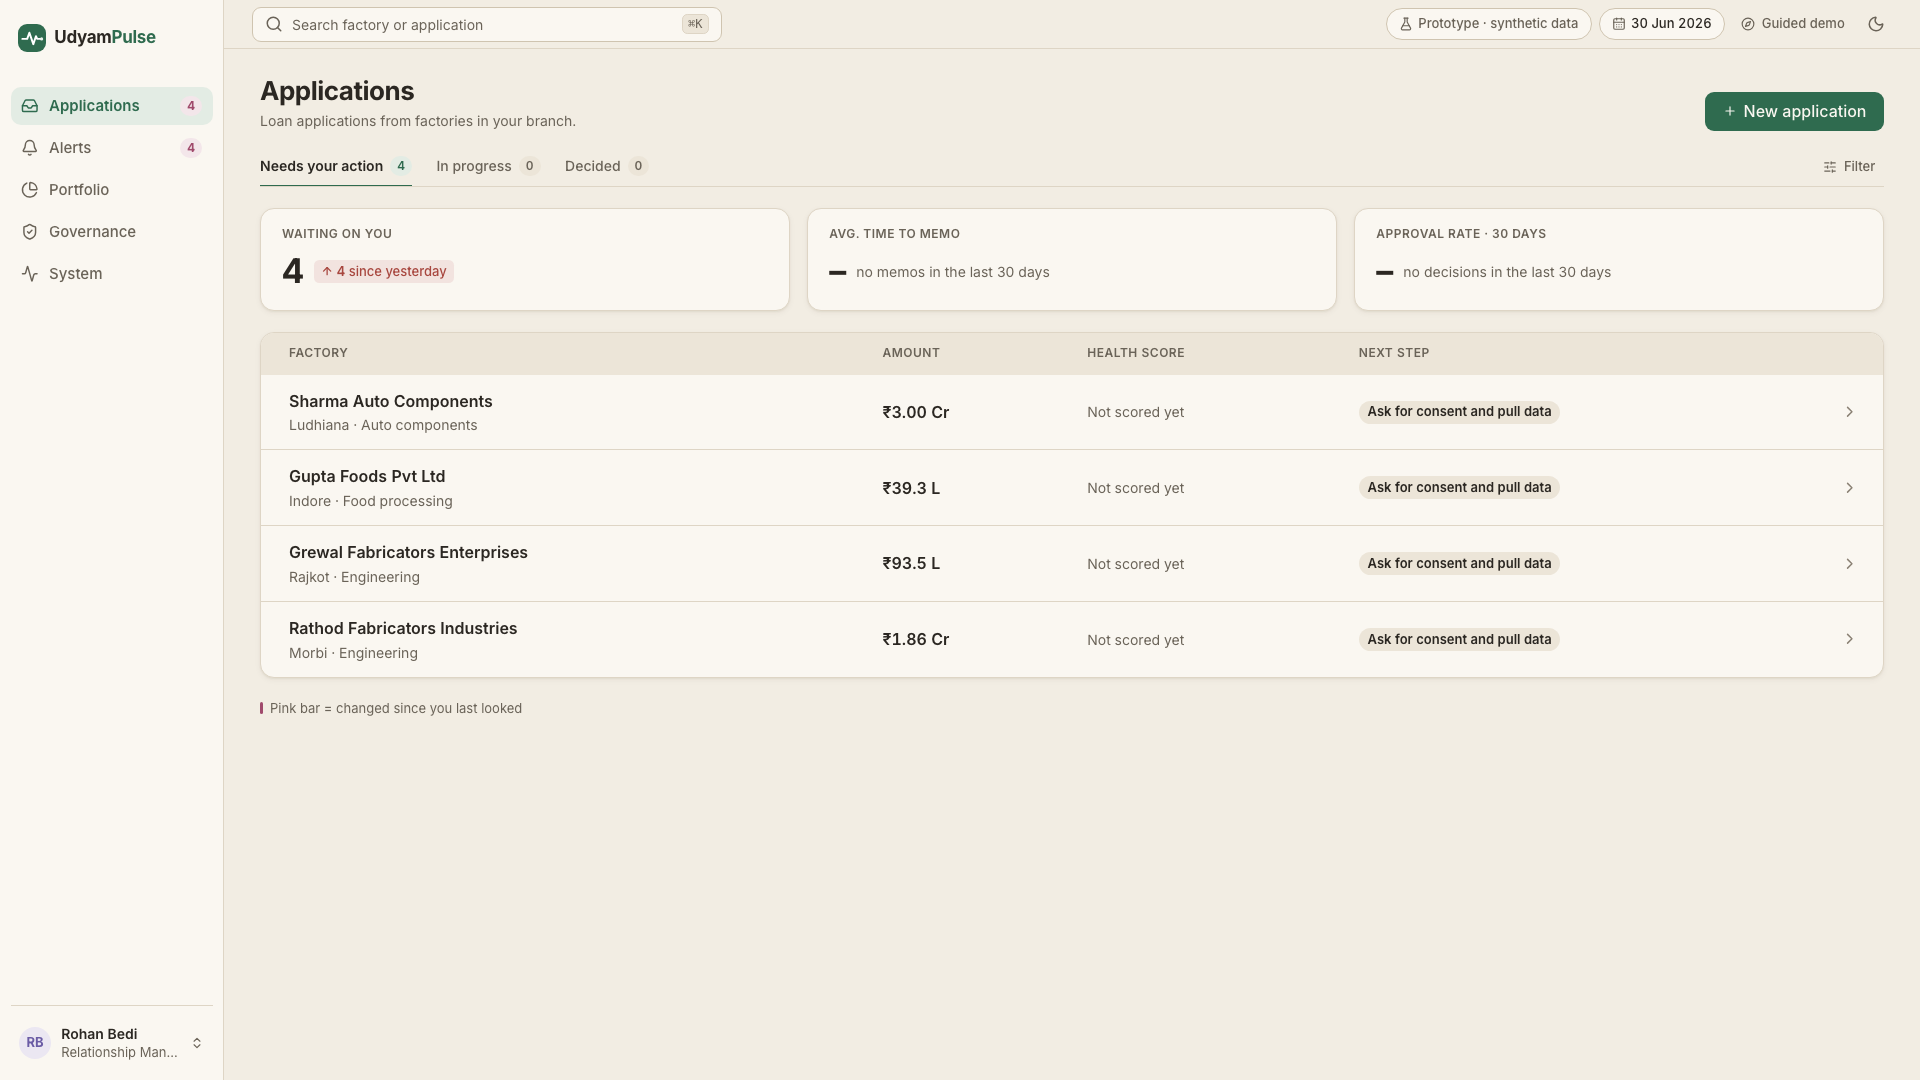 UdyamPulse
Search factory or application
⌘K
Prototype · synthetic data
30 Jun 2026
Guided demo
Applications 4
Alerts 4
Portfolio
Governance
System
Applications
Loan applications from factories in your branch.
+ New application
Needs your action 4
In progress 0
Decided 0
Filter
WAITING ON YOU
4 ↑ 4 since yesterday
AVG. TIME TO MEMO
— no memos in the last 30 days
APPROVAL RATE · 30 DAYS
— no decisions in the last 30 days
FACTORY AMOUNT HEALTH SCORE NEXT STEP
Sharma Auto Components
Ludhiana · Auto components
₹3.00 Cr
Not scored yet
Ask for consent and pull data
Gupta Foods Pvt Ltd
Indore · Food processing
₹39.3 L
Not scored yet
Ask for consent and pull data
Grewal Fabricators Enterprises
Rajkot · Engineering
₹93.5 L
Not scored yet
Ask for consent and pull data
Rathod Fabricators Industries
Morbi · Engineering
₹1.86 Cr
Not scored yet
Ask for consent and pull data
Pink bar = changed since you last looked
RB
Rohan Bedi
Relationship Man...